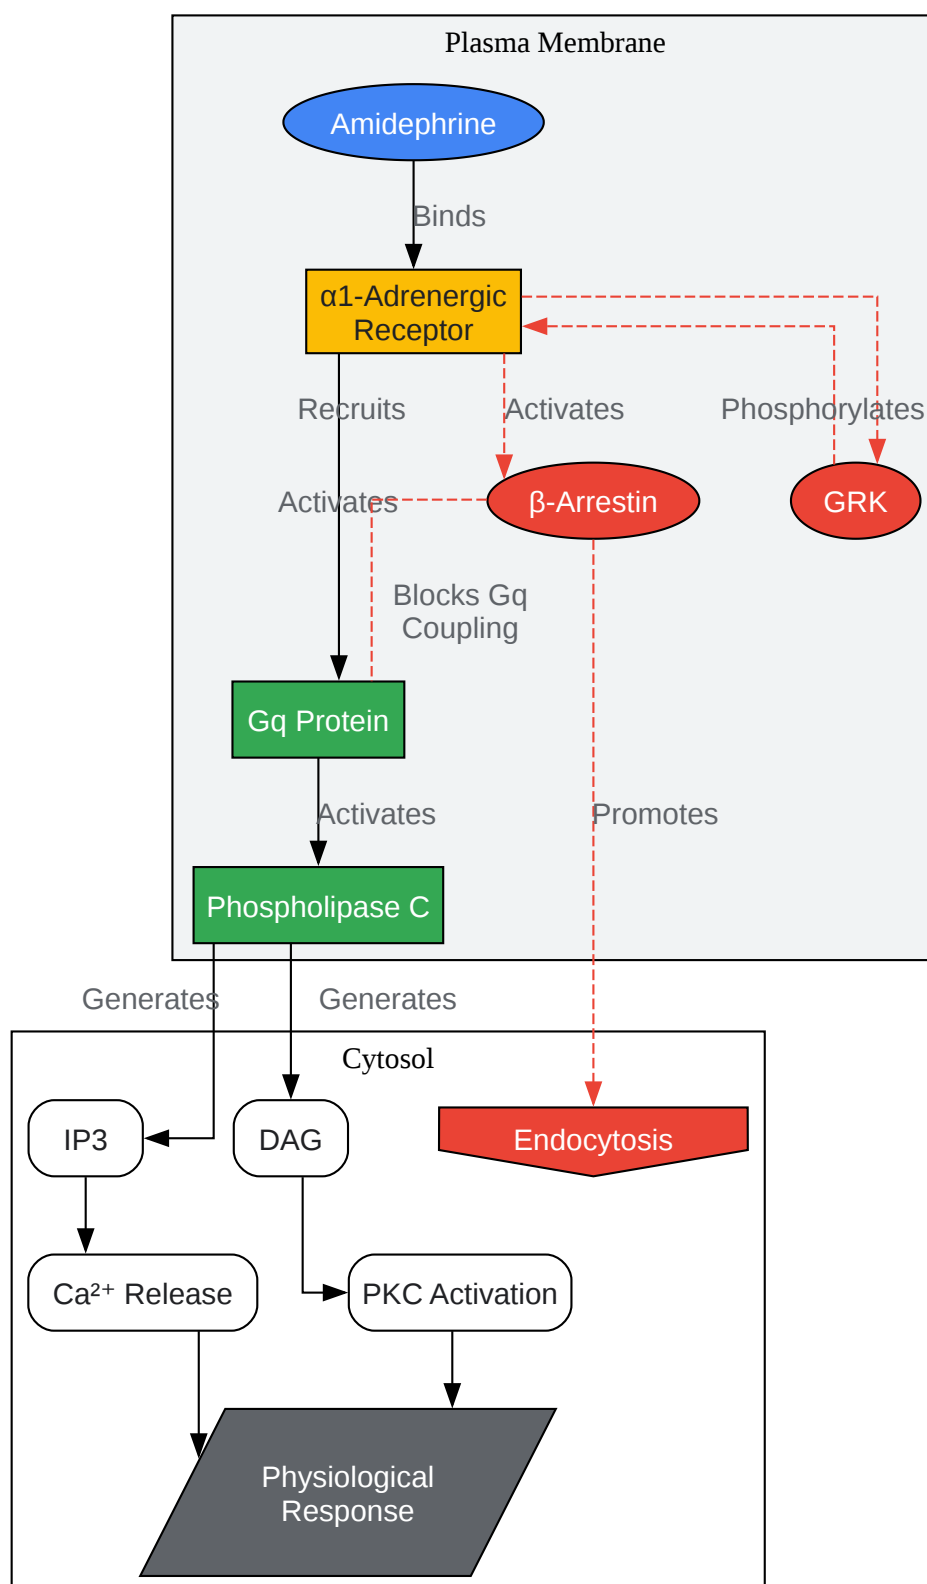 Plasma Membrane
Amidephrine
Binds
α1-Adrenergic
Receptor
Recruits
Activates
Phosphorylates
Activates
β-Arrestin
GRK
Blocks Gq
Coupling
Gq Protein
Activates
Promotes
Phospholipase C
Generates
Generates
Cytosol
IP3
DAG
Endocytosis
Ca²⁺ Release
PKC Activation
Physiological
Response